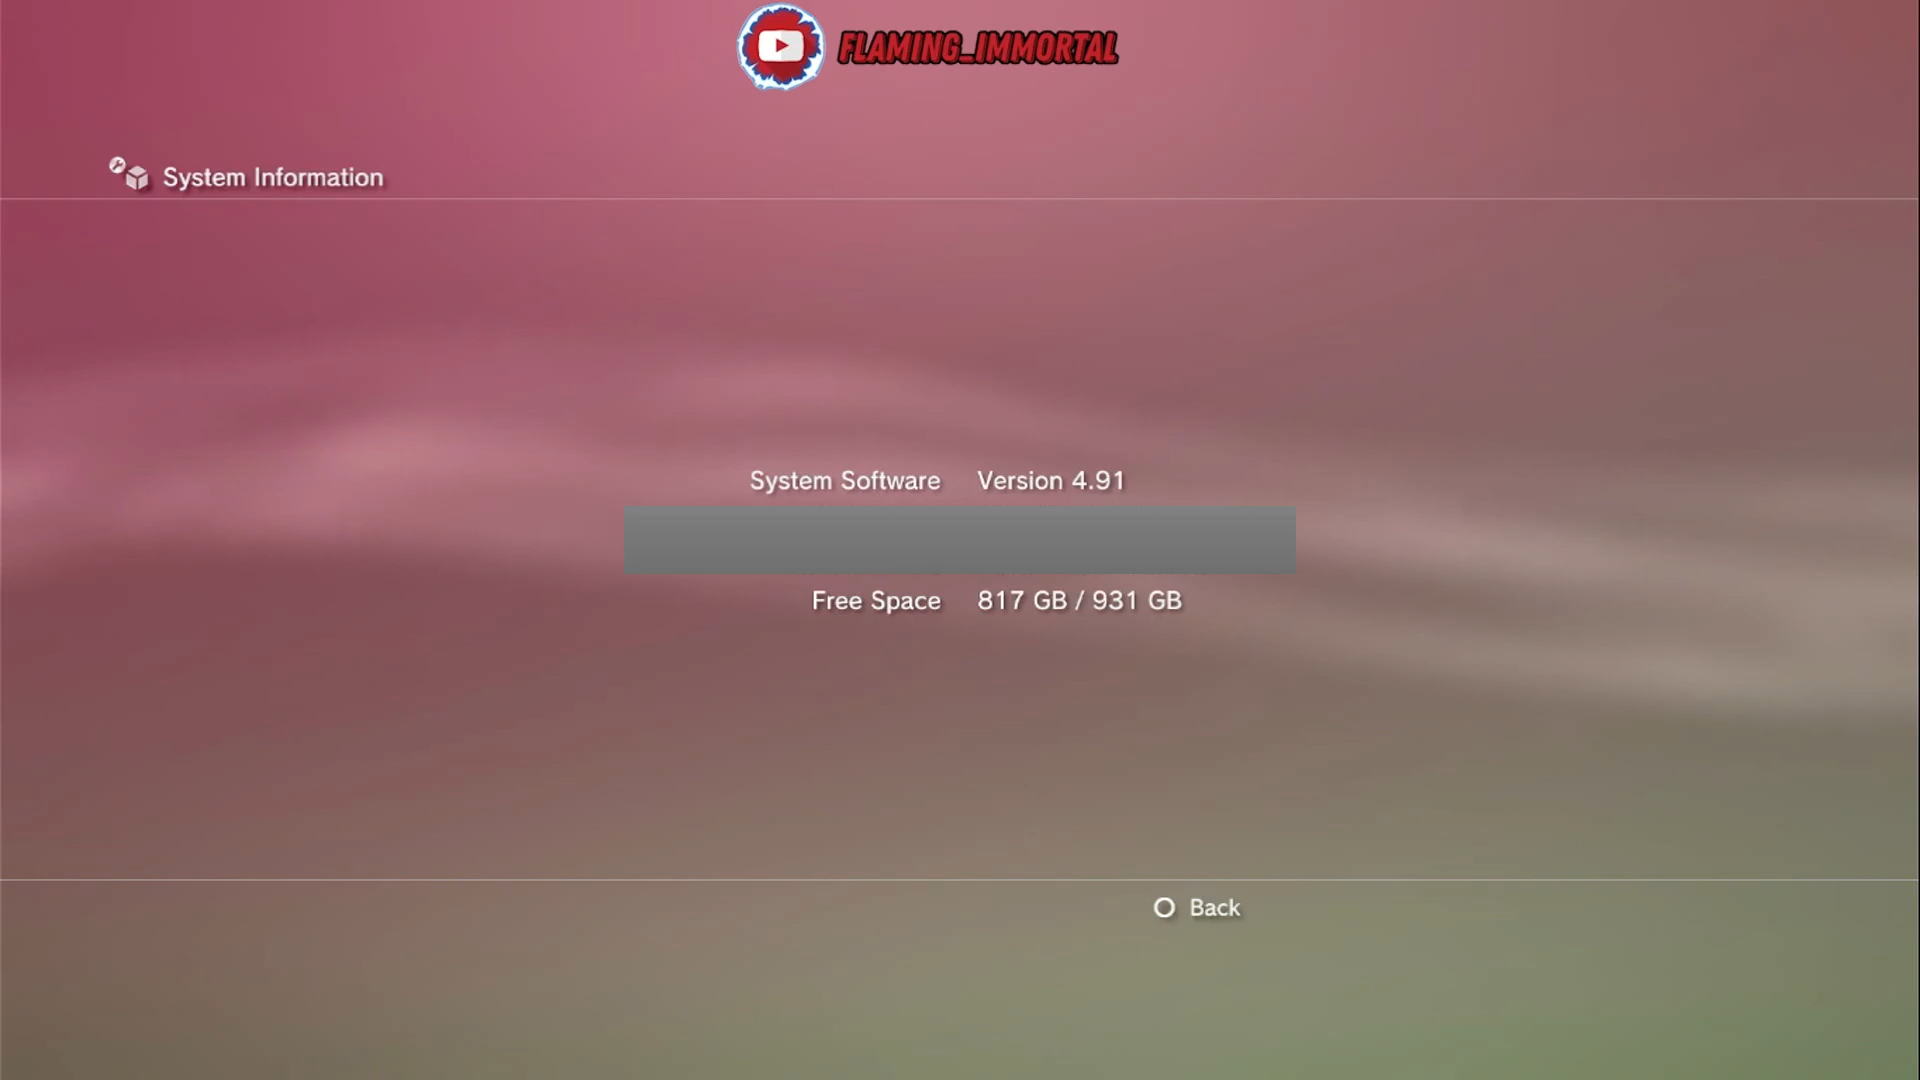 FLAMING_IMMORTAL
System Information
System Software Version 4.91
Free Space 817 GB / 931 GB
Back